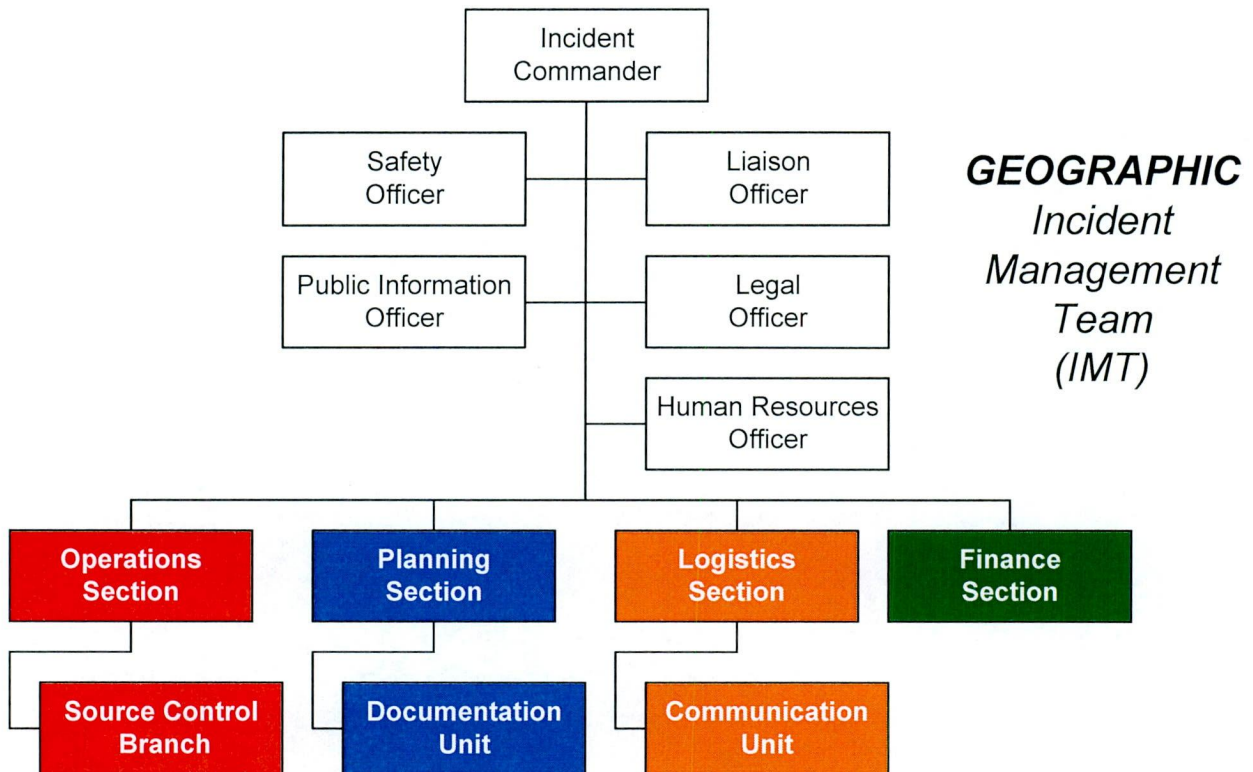 Incident
Commander
Safety
Officer
Liaison
Officer
Public Information
Officer
Legal
Officer
Human Resources
Officer
GEOGRAPHIC
Incident
Management
Team
(IMT)
Operations
Section
Planning
Section
Logistics
Section
Finance
Section
Source Control
Branch
Documentation
Unit
Communication
Unit